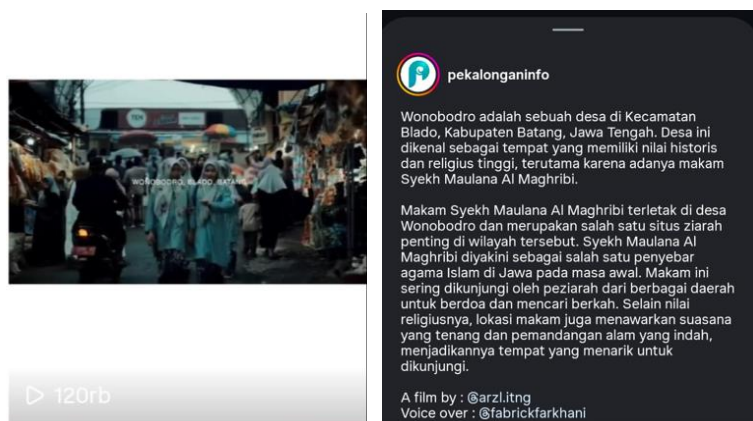 WONOBODRO, BLADO, BATANG
120rb
pekalonganinfo
Wonobodro adalah sebuah desa di Kecamatan
Blado, Kabupaten Batang, Jawa Tengah. Desa ini
dikenal sebagai tempat yang memiliki nilai historis
dan religius tinggi, terutama karena adanya makam
Syekh Maulana Al Maghribi.
Makam Syekh Maulana Al Maghribi terletak di desa
Wonobodro dan merupakan salah satu situs ziarah
penting di wilayah tersebut. Syekh Maulana Al
Maghribi diyakini sebagai salah satu penyebar
agama Islam di Jawa pada masa awal. Makam ini
sering dikunjungi oleh peziarah dari berbagai daerah
untuk berdoa dan mencari berkah. Selain nilai
religiusnya, lokasi makam juga menawarkan suasana
yang tenang dan pemandangan alam yang indah,
menjadikannya tempat yang menarik untuk
dikunjungi.
A film by : @arzl.itng
Voice over : @fabrickfarkhani